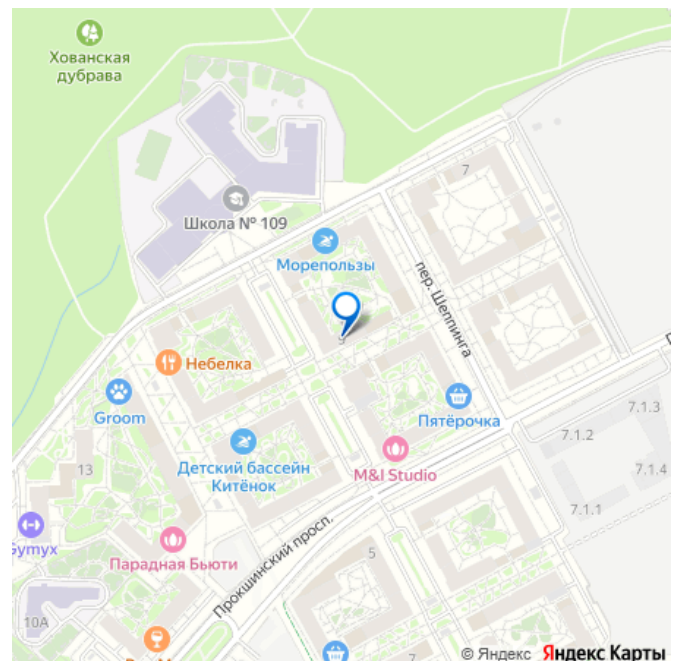 Хованская
дубрава
7
Школа № 109
Морепользы
пер. Шеппинга
9
Небелка
Groom
Пятёрочка
7.1.3
7.1.2
Детский бассейн
Китёнок
M&I Studio
7.1.4
13
7.1.1
Gymyx
Парадная Бьюти
Прокшинский просп.
5
10А
7
© Яндекс Яндекс Карты